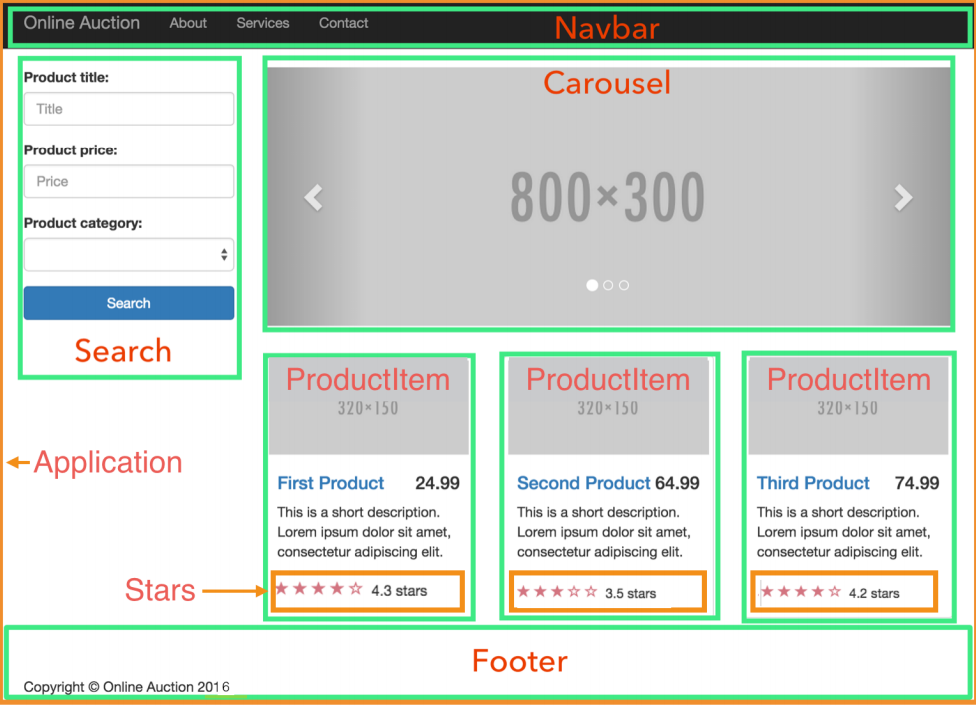 Online Auction About Services Contact Navbar
Product title:
Title
Product price:
Price
Product category:
Search
Search
Carousel
800×300
ProductItem ProductItem ProductItem
320×150 320×150 320×150
Application
First Product 24.99 Second Product 64.99 Third Product 74.99
This is a short description. This is a short description. This is a short description.
Lorem ipsum dolor sit amet, Lorem ipsum dolor sit amet, Lorem ipsum dolor sit amet,
consectetur adipiscing elit. consectetur adipiscing elit. consectetur adipiscing elit.
Stars 4.3 stars 3.5 stars 4.2 stars
Footer
Copyright © Online Auction 2016